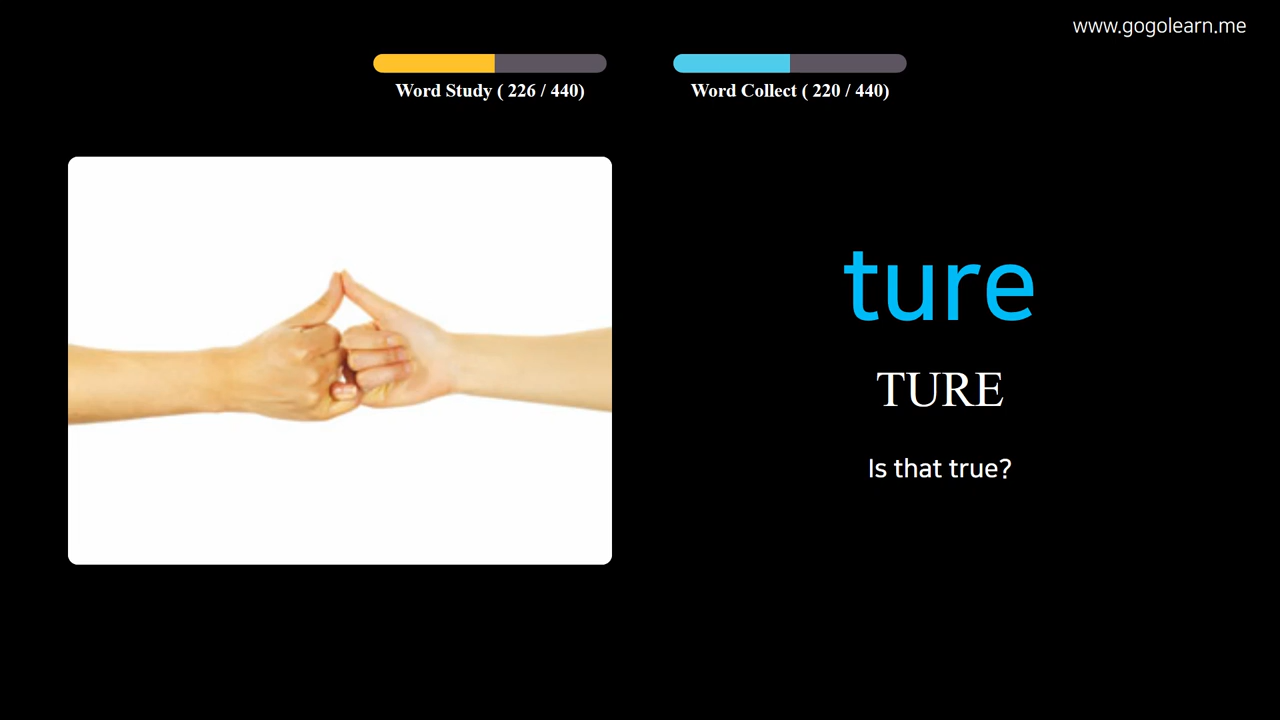 www.gogolearn.me
Word Study ( 226 / 440)
Word Collect ( 220 / 440)
ture
TURE
Is that true?